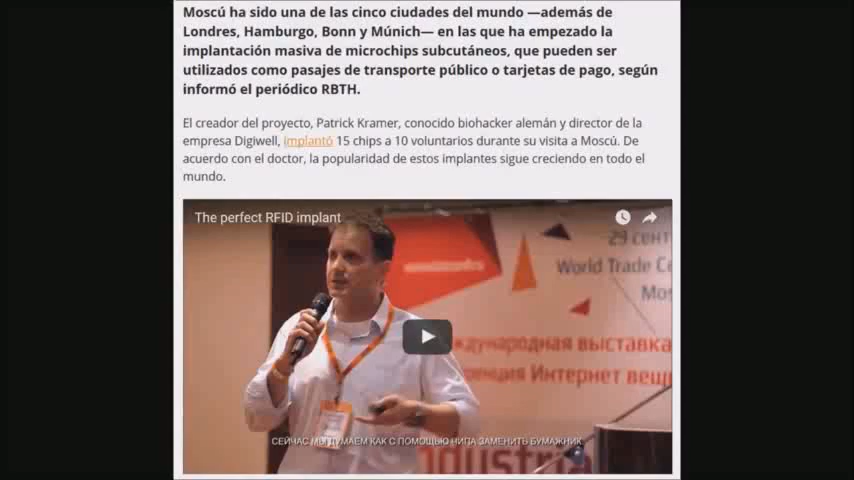 Moscú ha sido una de las cinco ciudades del mundo —además de
Londres, Hamburgo, Bonn y Múnich— en las que ha empezado la
implantación masiva de microchips subcutáneos, que pueden ser
utilizados como pasajes de transporte público o tarjetas de pago, según
informó el periódico RBTH.
El creador del proyecto, Patrick Kramer, conocido biohacker alemán y director de la
empresa Digiwell, implantó 15 chips a 10 voluntarios durante su visita a Moscú. De
acuerdo con el doctor, la popularidad de estos implantes sigue creciendo en todo el
mundo.
The perfect RFID implant
29 сент
World Trade Ce
Mos
ждународная выставка
ренция Интернет веще
СЕЙЧАС МЫ ДУМАЕМ КАК С ПОМОЩЬЮ ЧИПА ЗАМЕНИТЬ БУМАЖНИК
ndustria